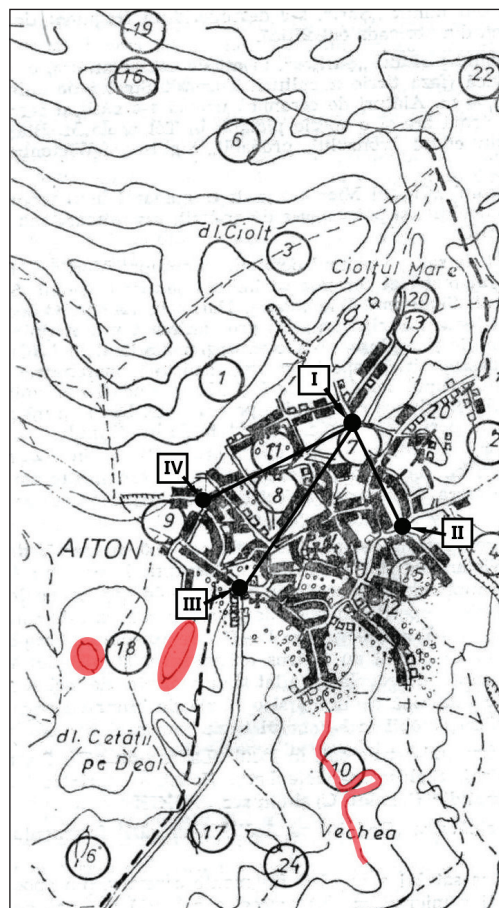 19
16
22
6
dl.Ciolt
3
Cioltul Mare
20
13
I
1
20
11
7
2
IV
8
9
II
AITON
4
15
III
12
18
dl. Cetății
pe Deal
10
Vechea
17
6
24